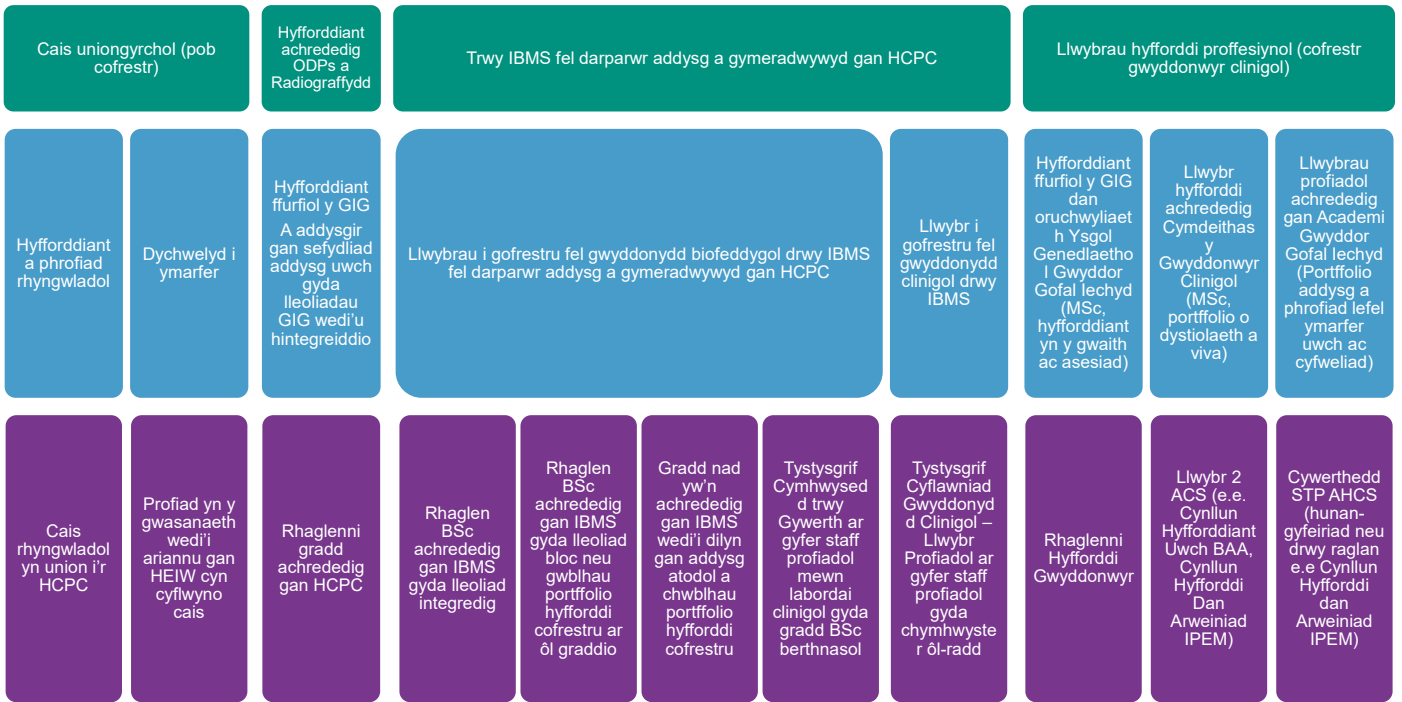 Cais uniongyrchol (pob
cofrestr)
Hyfforddiant
achrededig
ODPs a
Radiograffydd
Trwy IBMS fel darparwr addysg a gymeradwywyd gan HCPC
Llwybrau hyfforddi proffesiynol (cofrestr
gwyddonwyr clinigol)
Hyfforddiant
a phrofiad
rhyngwladol
Dychwelyd i
ymarfer
Hyfforddiant
ffurfiol y GIG
A addysgir
gan sefydliad
addysg uwch
gyda
lleoliadau
GIG wedi’u
hintegreiddio
Llwybrau i gofrestru fel gwyddonydd biofeddygol drwy IBMS
fel darparwr addysg a gymeradwywyd gan HCPC
Llwybr i
gofrestru fel
gwyddonydd
clinigol drwy
IBMS
Hyfforddiant
ffurfiol y GIG
dan
oruchwyliaet
h Ysgol
Genedlaetho
l Gwyddor
Gofal Iechyd
(MSc,
hyfforddiant
yn y gwaith
ac asesiad)
Llwybr
hyfforddi
achrededig
Cymdeithas
y
Gwyddonwyr
Clinigol
(MSc,
portffolio o
dystiolaeth a
viva)
Llwybrau
profiadol
achrededig
gan Academi
Gwyddor
Gofal Iechyd
(Portffolio
addysg a
phrofiad lefel
ymarfer
uwch ac
cyfweliad)
Cais
rhyngwladol
yn union i’r
HCPC
Profiad yn y
gwasanaeth
wedi’i
ariannu gan
HEIW cyn
cyflwyno
cais
Rhaglenni
gradd
achrededig
gan HCPC
Rhaglen
BSc
achrededig
gan IBMS
gyda lleoliad
integredig
Rhaglen
BSc
achrededig
gan IBMS
gyda lleoliad
bloc neu
gwblhau
portffolio
hyfforddi
cofrestru ar
ôl graddio
Gradd nad
yw’n
achrededig
gan IBMS
wedi’i dilyn
gan addysg
atodol a
chwblhau
portffolio
hyfforddi
cofrestru
Tystysgrif
Cymhwysed
d trwy
Gywerth ar
gyfer staff
profiadol
mewn
labordai
clinigol gyda
gradd BSc
berthnasol
Tystysgrif
Cyflawniad
Gwyddonyd
d Clinigol –
Llwybr
Profiadol ar
gyfer staff
profiadol
gyda
chymhwyste
r ôl-radd
Rhaglenni
Hyfforddi
Gwyddonwyr
Llwybr 2
ACS (e.e.
Cynllun
Hyfforddiant
Uwch BAA,
Cynllun
Hyfforddi
Dan
Arweiniad
IPEM)
Cywerthedd
STP AHCS
(hunan-
gyfeiriad neu
drwy raglan
e.e Cynllun
Hyfforddi
dan
Arweiniad
IPEM)